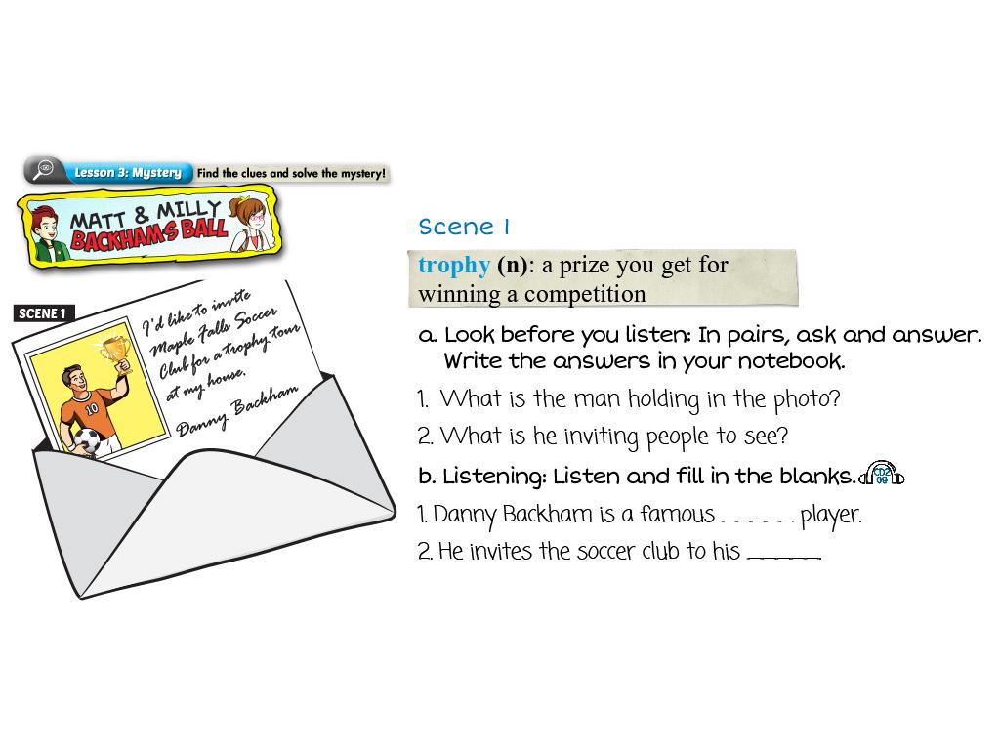 Lesson 3: Mystery Find the clues and solve the mystery!
MATT & MILLY
BACKHAM'S BALL
SCENE 1
I'd like to invite
Maple Falls Soccer
Club for a trophy tour
at my house.
Danny Backham
10
Scene 1
trophy (n): a prize you get for
winning a competition
a. Look before you listen: In pairs, ask and answer.
Write the answers in your notebook.
1. What is the man holding in the photo?
2. What is he inviting people to see?
b. Listening: Listen and fill in the blanks. CD2
09
1. Danny Backham is a famous ______ player.
2. He invites the soccer club to his ______.